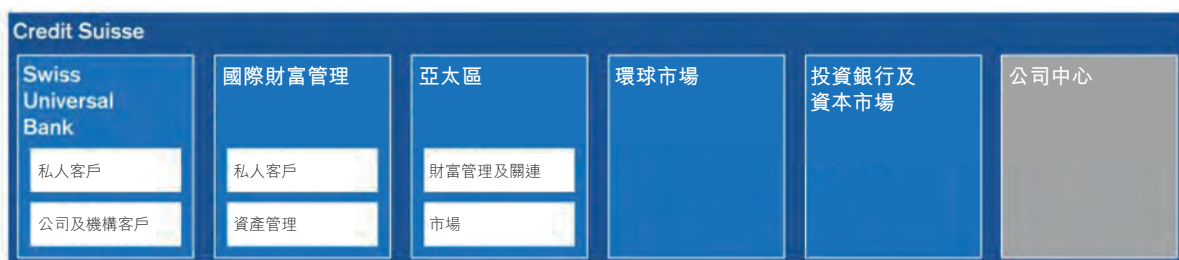 Credit Suisse
Swiss
Universal
Bank
私人客戶
公司及機構客戶
國際財富管理
私人客戶
資產管理
亞太區
財富管理及關連
市場
環球市場
投資銀行及
資本市場
公司中心